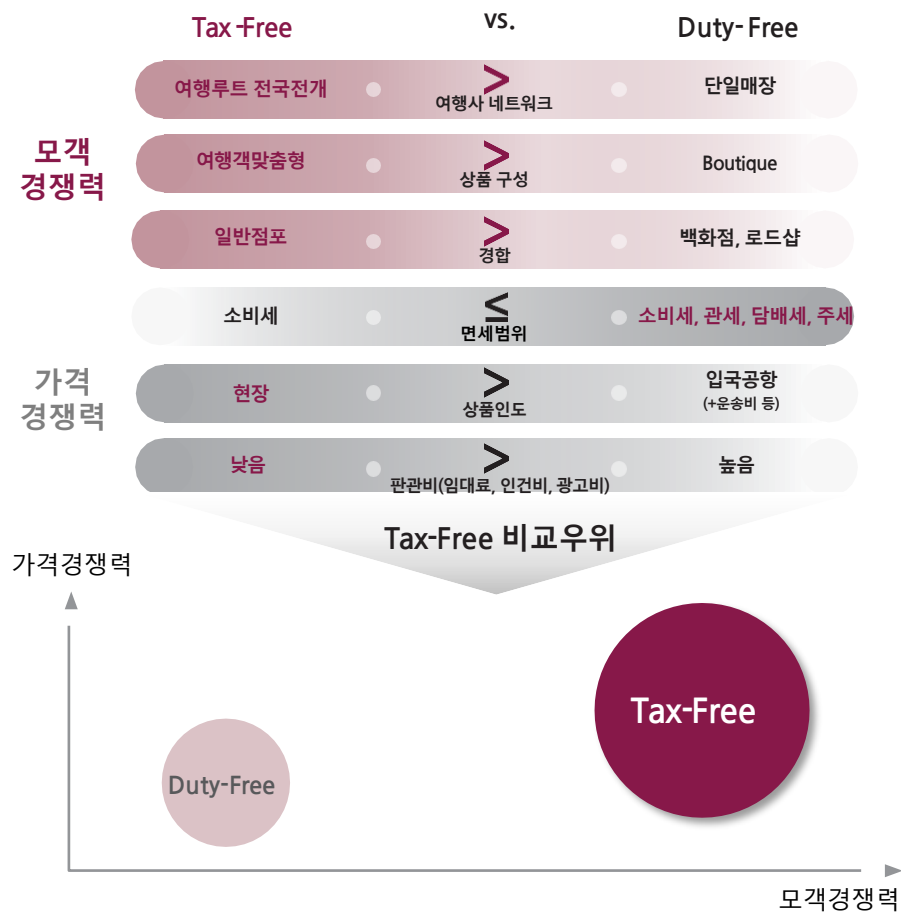 Tax-Free vs. Duty-Free
모객
경쟁력
여행루트 전국전개 > 단일매장
여행사 네트워크
여행객맞춤형 > Boutique
상품 구성
일반점포 > 백화점, 로드샵
경합
가격
경쟁력
소비세 ≤ 소비세, 관세, 담배세, 주세
면세범위
현장 > 입국공항
상품인도 (+운송비 등)
낮음 > 높음
판관비(임대료, 인건비, 광고비)
Tax-Free 비교우위
가격경쟁력
Tax-Free
Duty-Free
모객경쟁력